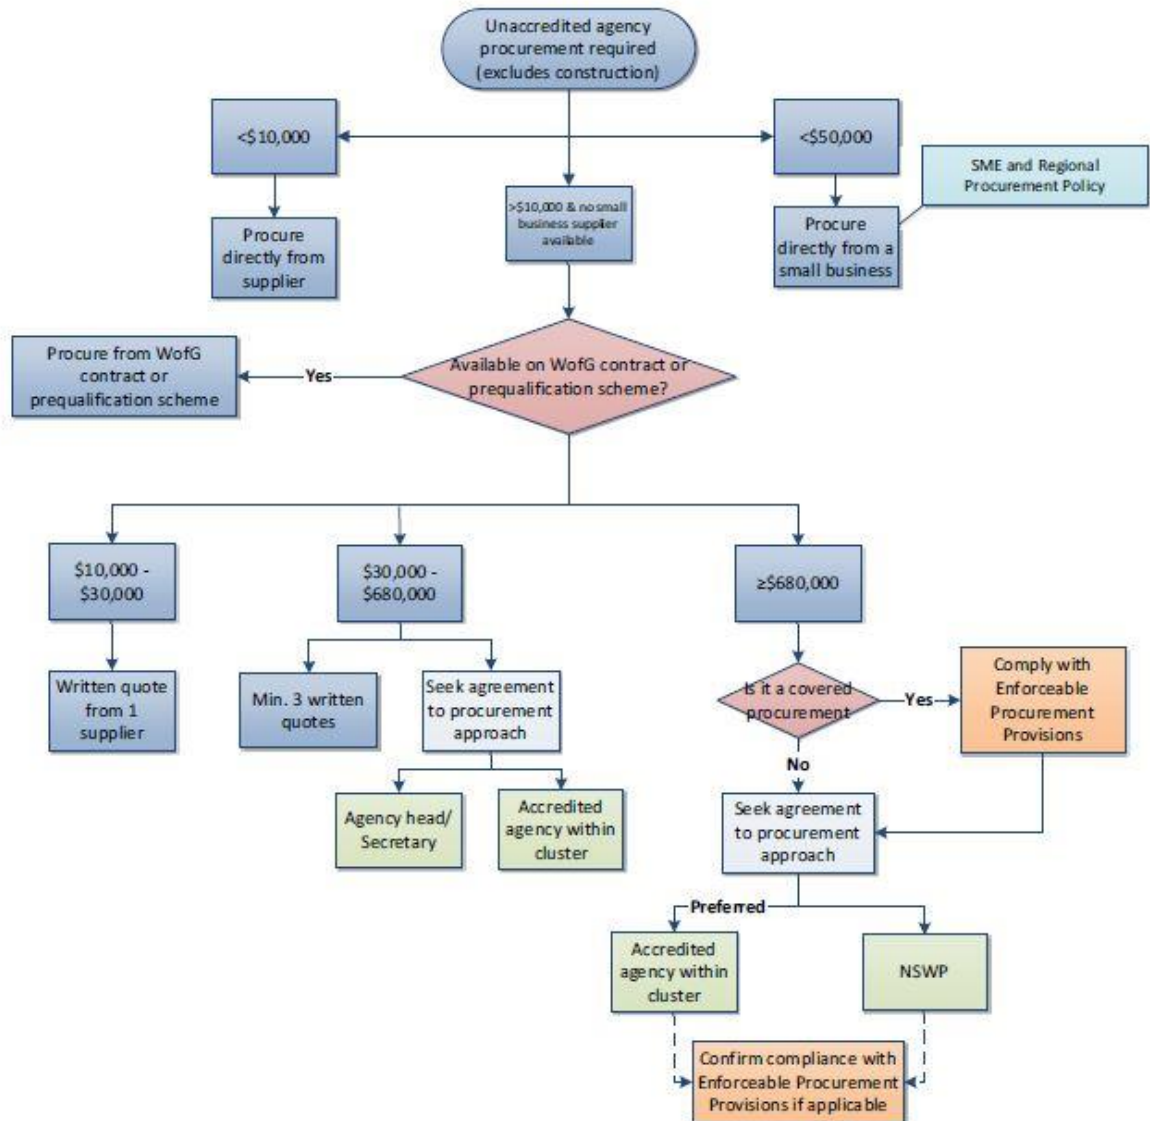 Unaccredited agency
procurement required
(excludes construction)
<$10,000
<$50,000
SME and Regional
Procurement Policy
>$10,000 & no small
business supplier
available
Procure
directly from
supplier
Procure
directly from a
small business
Procure from WofG
contract or
prequalification scheme
Yes
Available on WofG contract or
prequalification scheme?
$10,000 -
$30,000
$30,000 -
$680,000
≥$680,000
Written quote
from 1
supplier
Min. 3 written
quotes
Seek agreement
to procurement
approach
Is it a covered
procurement
Yes
Comply with
Enforceable
Procurement
Provisions
No
Agency head/
Secretary
Accredited
agency within
cluster
Seek agreement
to procurement
approach
Preferred
Accredited
agency within
cluster
NSWP
Confirm compliance with
Enforceable Procurement
Provisions if applicable